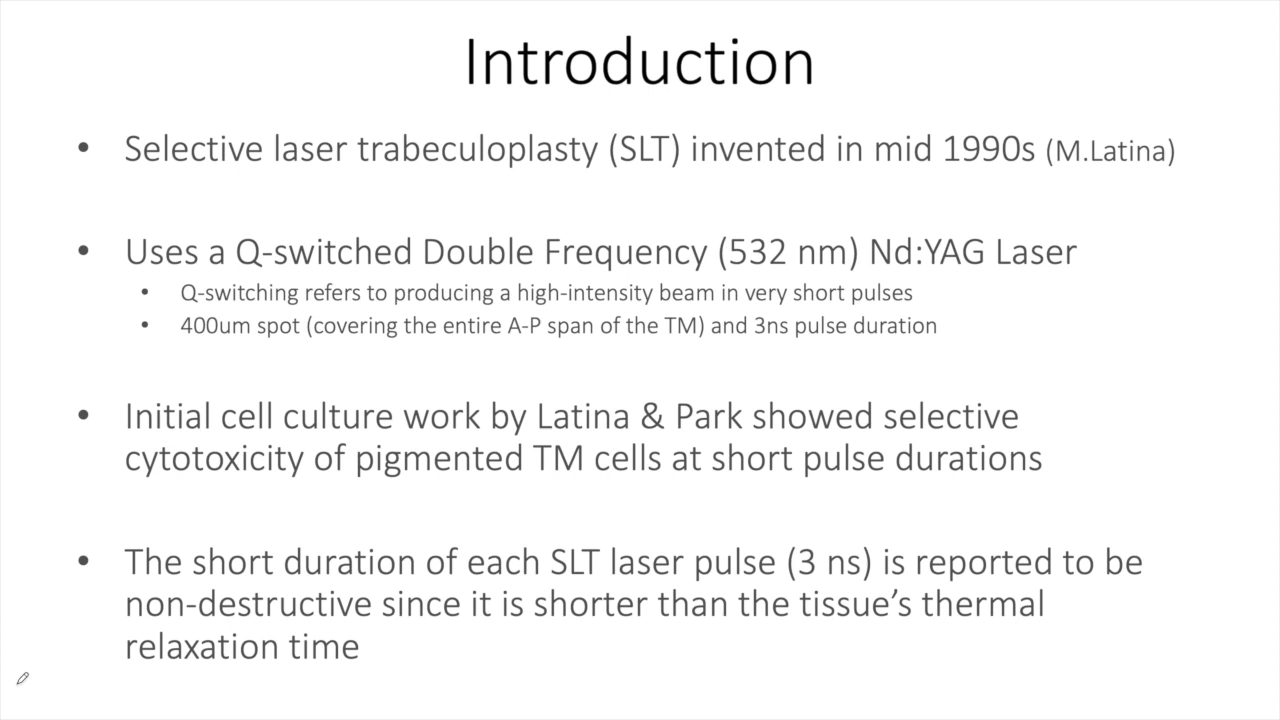 Introduction
• Selective laser trabeculoplasty (SLT) invented in mid 1990s (M.Latina)
• Uses a Q-switched Double Frequency (532 nm) Nd:YAG Laser
• Q-switching refers to producing a high-intensity beam in very short pulses
• 400um spot (covering the entire A-P span of the TM) and 3ns pulse duration
• Initial cell culture work by Latina & Park showed selective
cytotoxicity of pigmented TM cells at short pulse durations
• The short duration of each SLT laser pulse (3 ns) is reported to be
non-destructive since it is shorter than the tissue’s thermal
relaxation time